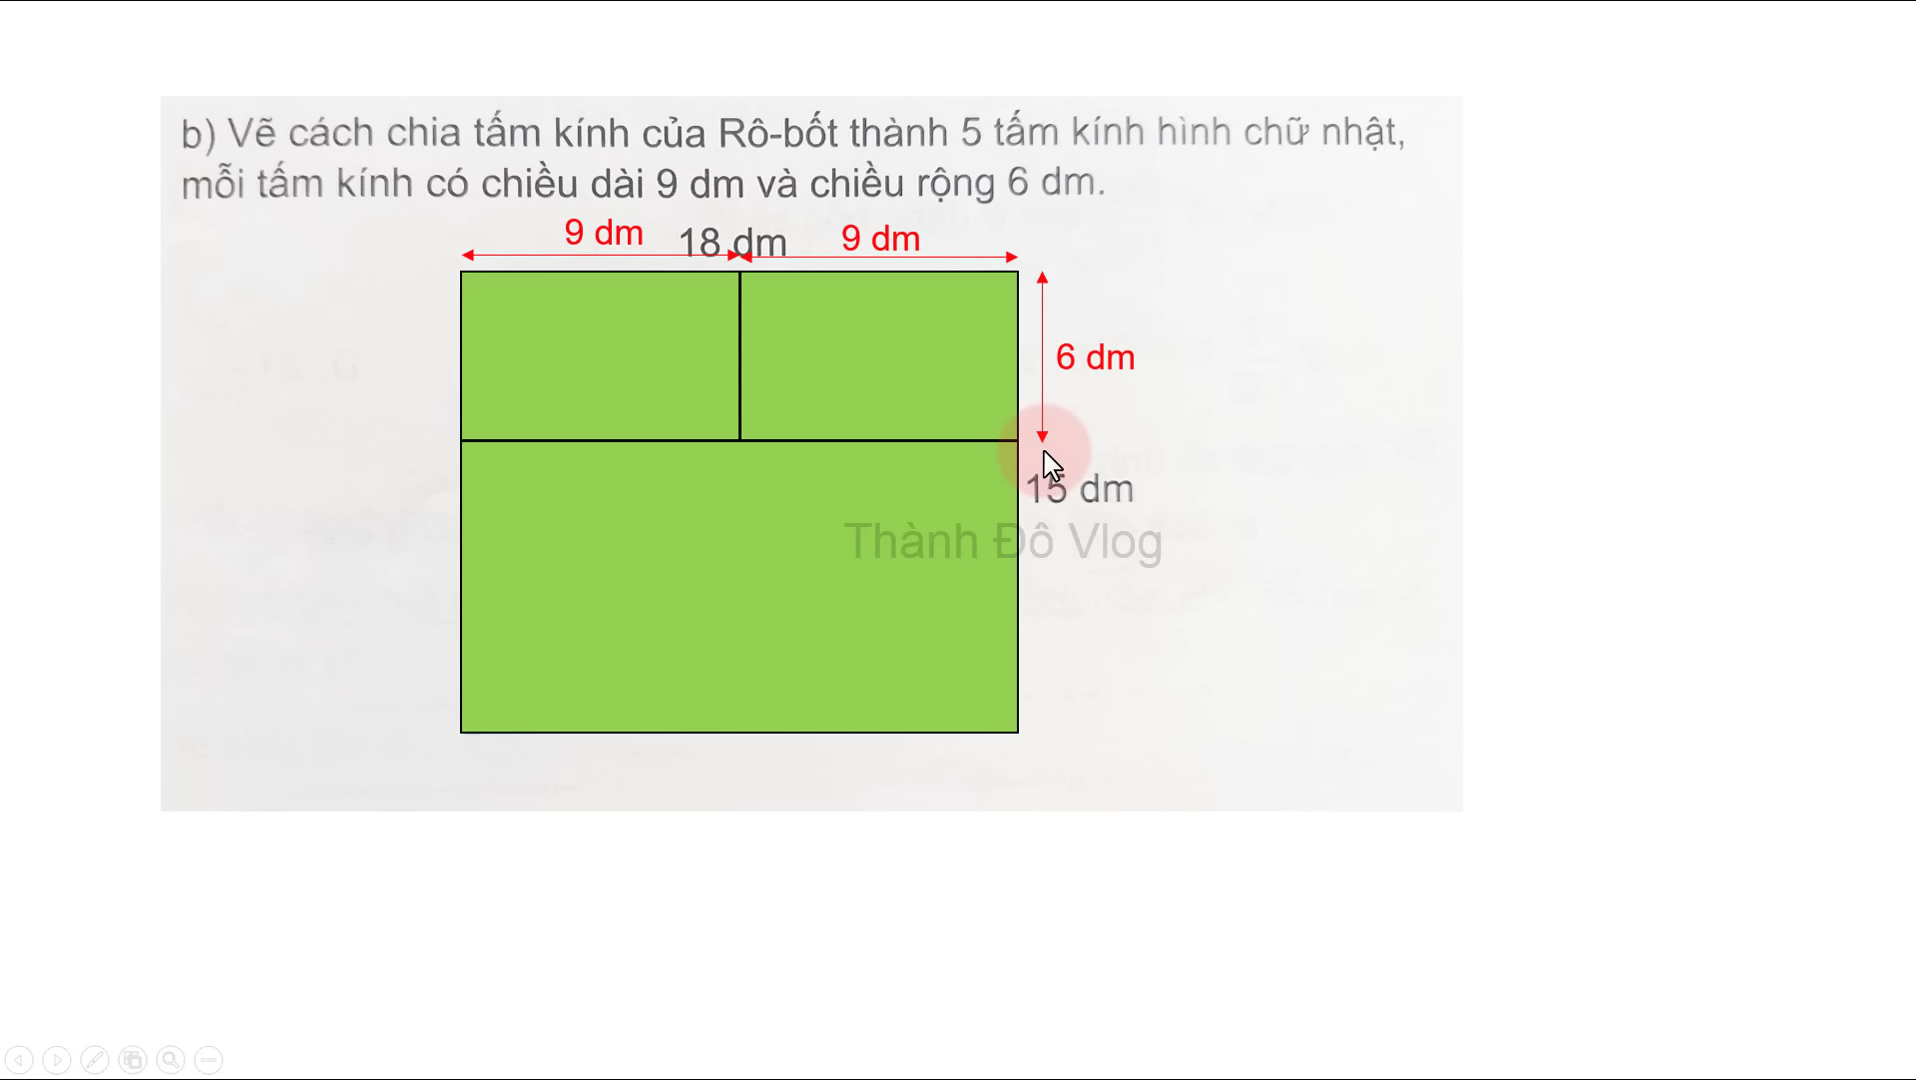 b) Vẽ cách chia tấm kính của Rô-bốt thành 5 tấm kính hình chữ nhật,
mỗi tấm kính có chiều dài 9 dm và chiều rộng 6 dm.
9 dm 18 dm 9 dm
6 dm
15 dm
Thành Đô Vlog